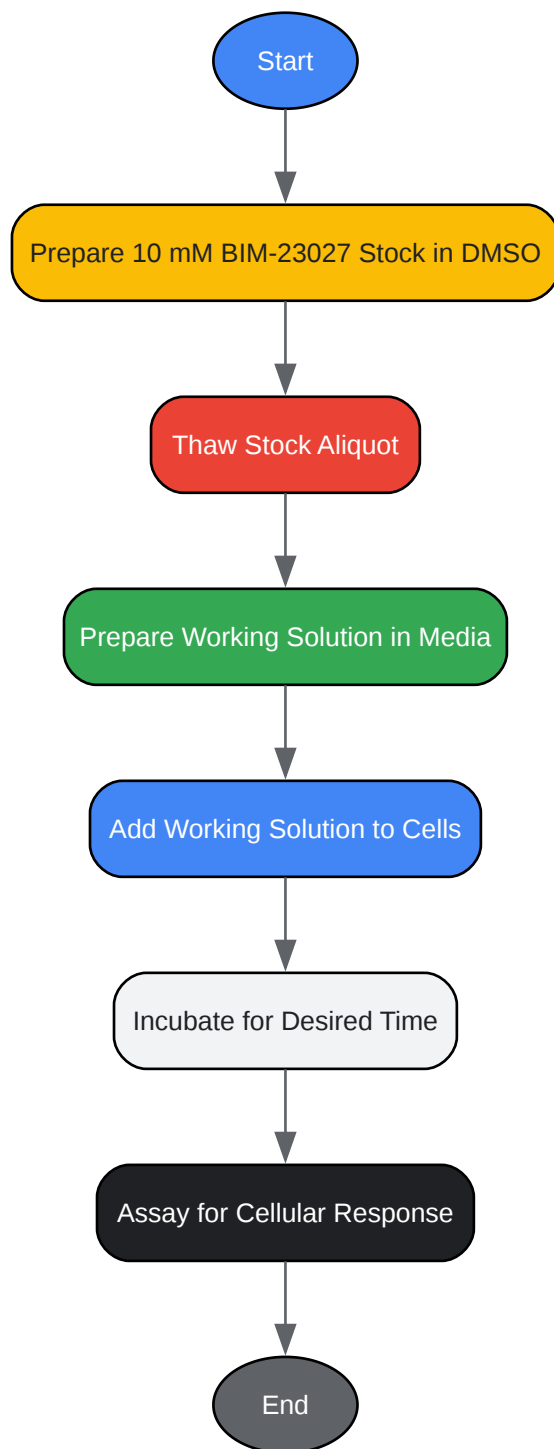 Start
Prepare 10 mM BIM-23027 Stock in DMSO
Thaw Stock Aliquot
Prepare Working Solution in Media
Add Working Solution to Cells
Incubate for Desired Time
Assay for Cellular Response
End